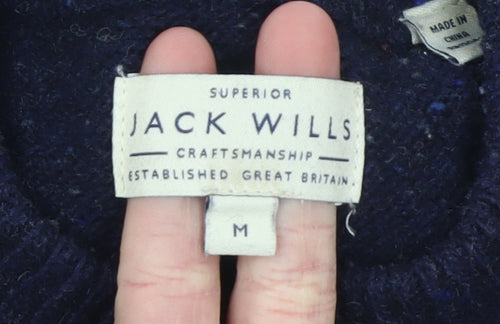 SUPERIOR
JACK WILLS
CRAFTSMANSHIP
ESTABLISHED GREAT BRITAIN
M
MADE IN
CHINA